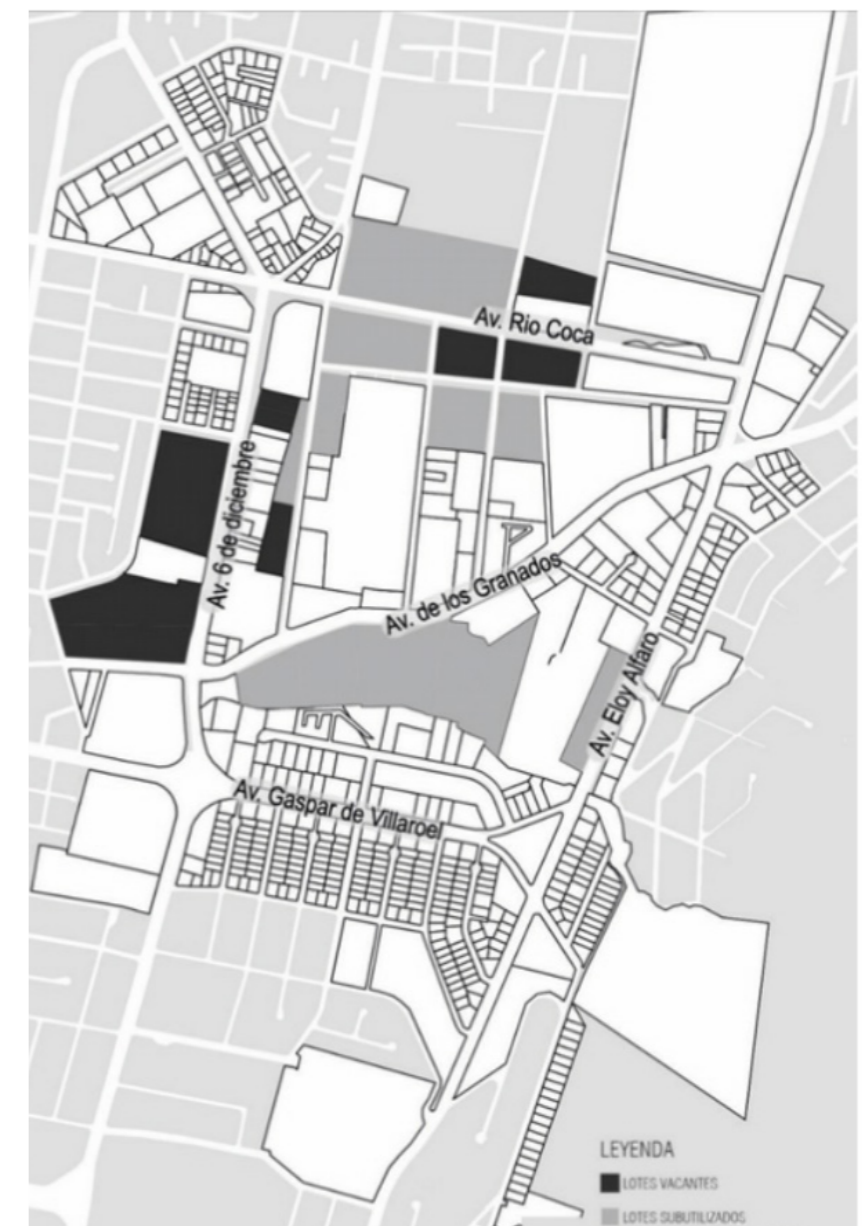 Av. Rio Coca
Av. 6 de diciembre
Av. de los Granados
Av. Eloy Alfaro
Av. Gaspar de Villaroel
LEYENDA
LOTES VACANTES
LOTES SUBUTILIZADOS